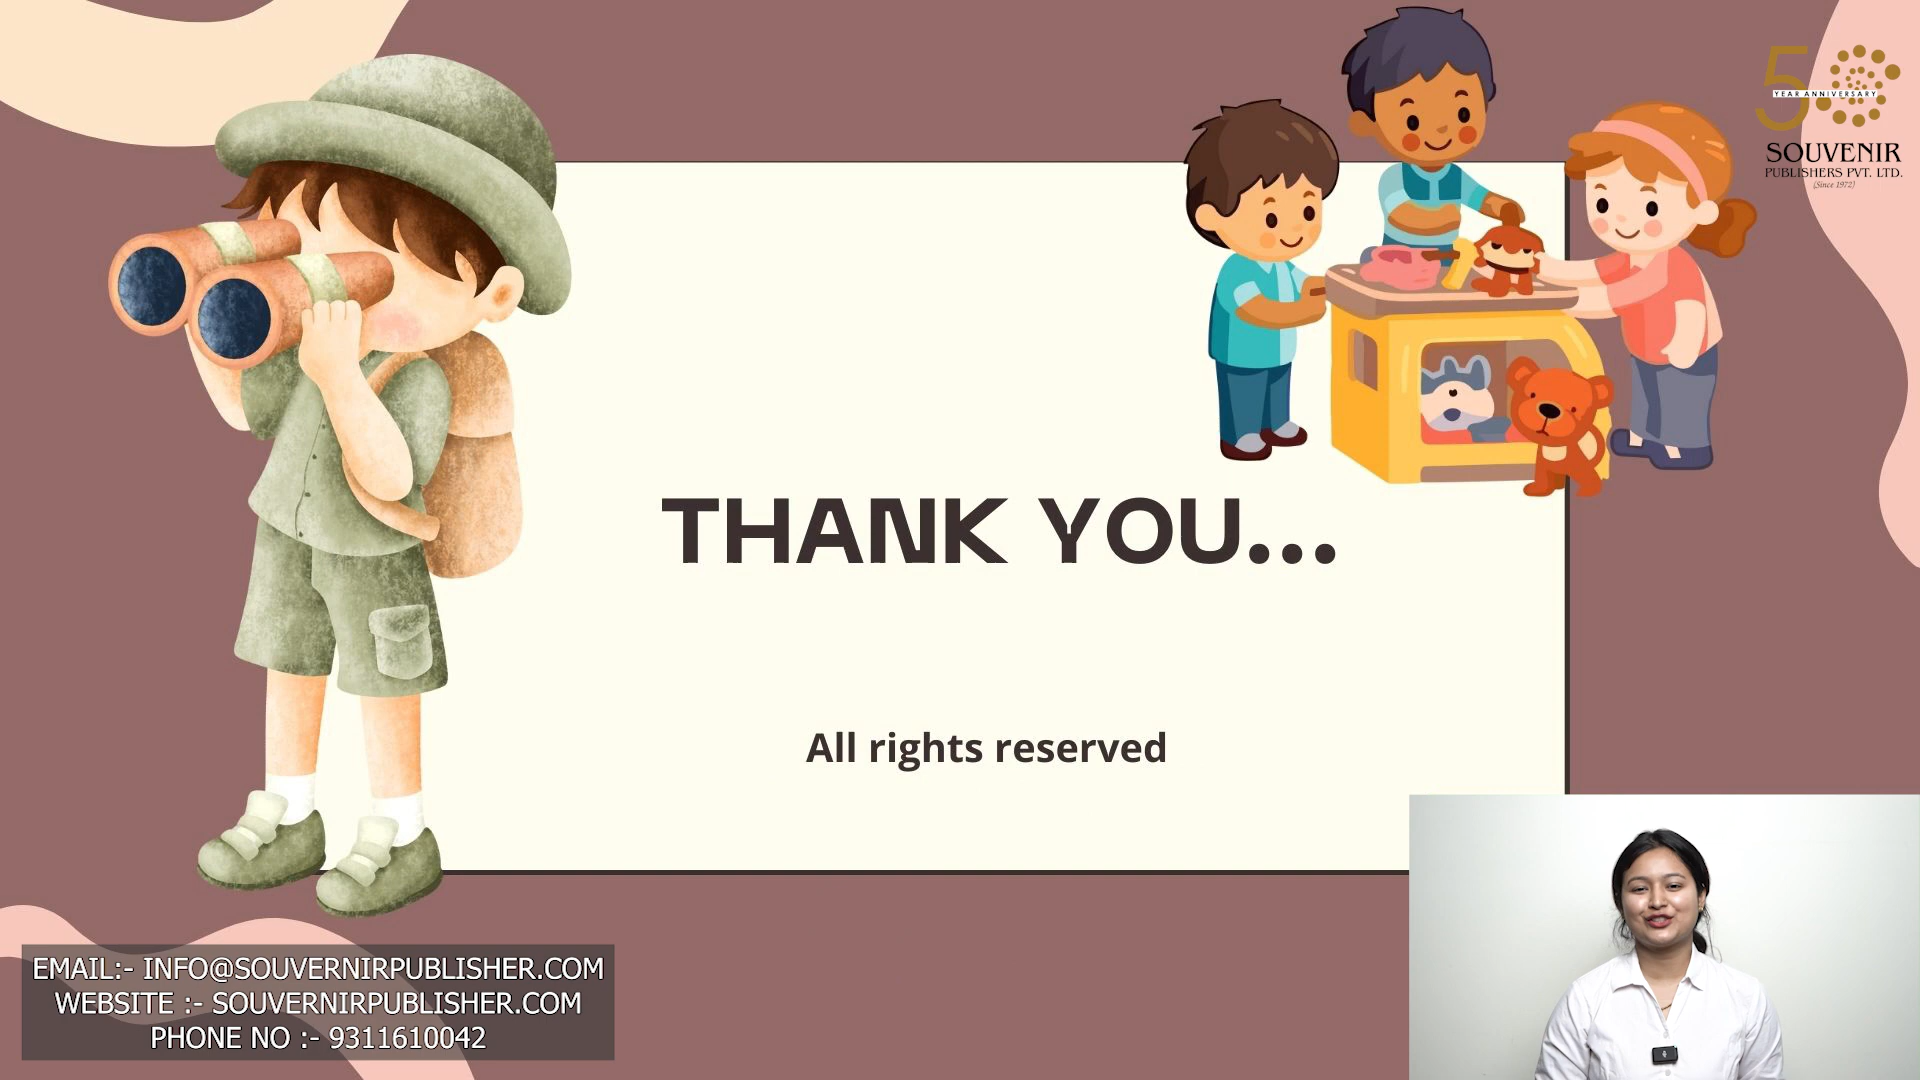 50
YEAR ANNIVERSARY
SOUVENIR
PUBLISHERS PVT. LTD.
(Since 1972)
THANK YOU...
All rights reserved
EMAIL:- INFO@SOUVERNIRPUBLISHER.COM
WEBSITE :- SOUVERNIRPUBLISHER.COM
PHONE NO :- 9311610042